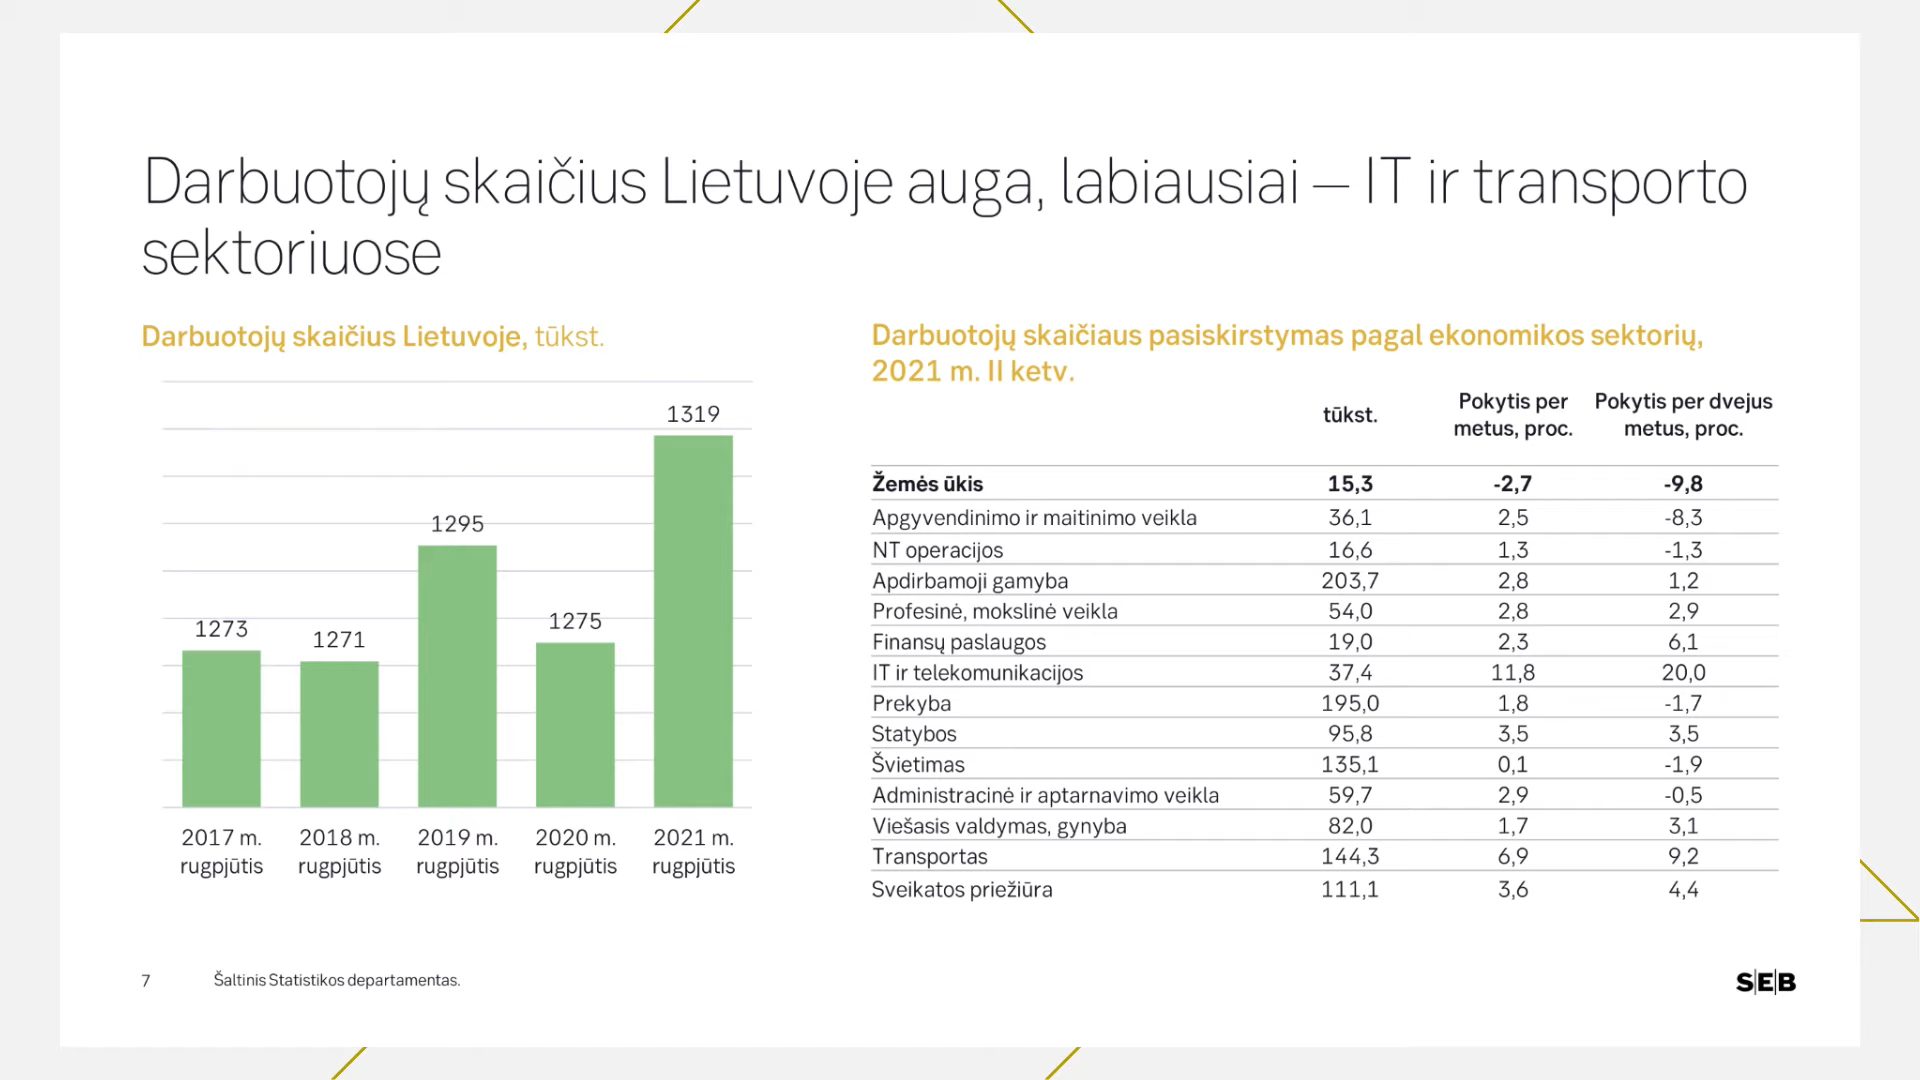 Darbuotojų skaičius Lietuvoje auga, labiausiai – IT ir transporto
sektoriuose
Darbuotojų skaičius Lietuvoje, tūkst.
1273
1271
1295
1275
1319
2017 m. rugpjūtis
2018 m. rugpjūtis
2019 m. rugpjūtis
2020 m. rugpjūtis
2021 m. rugpjūtis
Darbuotojų skaičiaus pasiskirstymas pagal ekonomikos sektorių,
2021 m. II ketv.
tūkst. Pokytis per metus, proc. Pokytis per dvejus metus, proc.
Žemės ūkis 15,3 -2,7 -9,8
Apgyvendinimo ir maitinimo veikla 36,1 2,5 -8,3
NT operacijos 16,6 1,3 -1,3
Apdirbamoji gamyba 203,7 2,8 1,2
Profesinė, mokslinė veikla 54,0 2,8 2,9
Finansų paslaugos 19,0 2,3 6,1
IT ir telekomunikacijos 37,4 11,8 20,0
Prekyba 195,0 1,8 -1,7
Statybos 95,8 3,5 3,5
Švietimas 135,1 0,1 -1,9
Administracinė ir aptarnavimo veikla 59,7 2,9 -0,5
Viešasis valdymas, gynyba 82,0 1,7 3,1
Transportas 144,3 6,9 9,2
Sveikatos priežiūra 111,1 3,6 4,4
7 Šaltinis Statistikos departamentas.
SEB